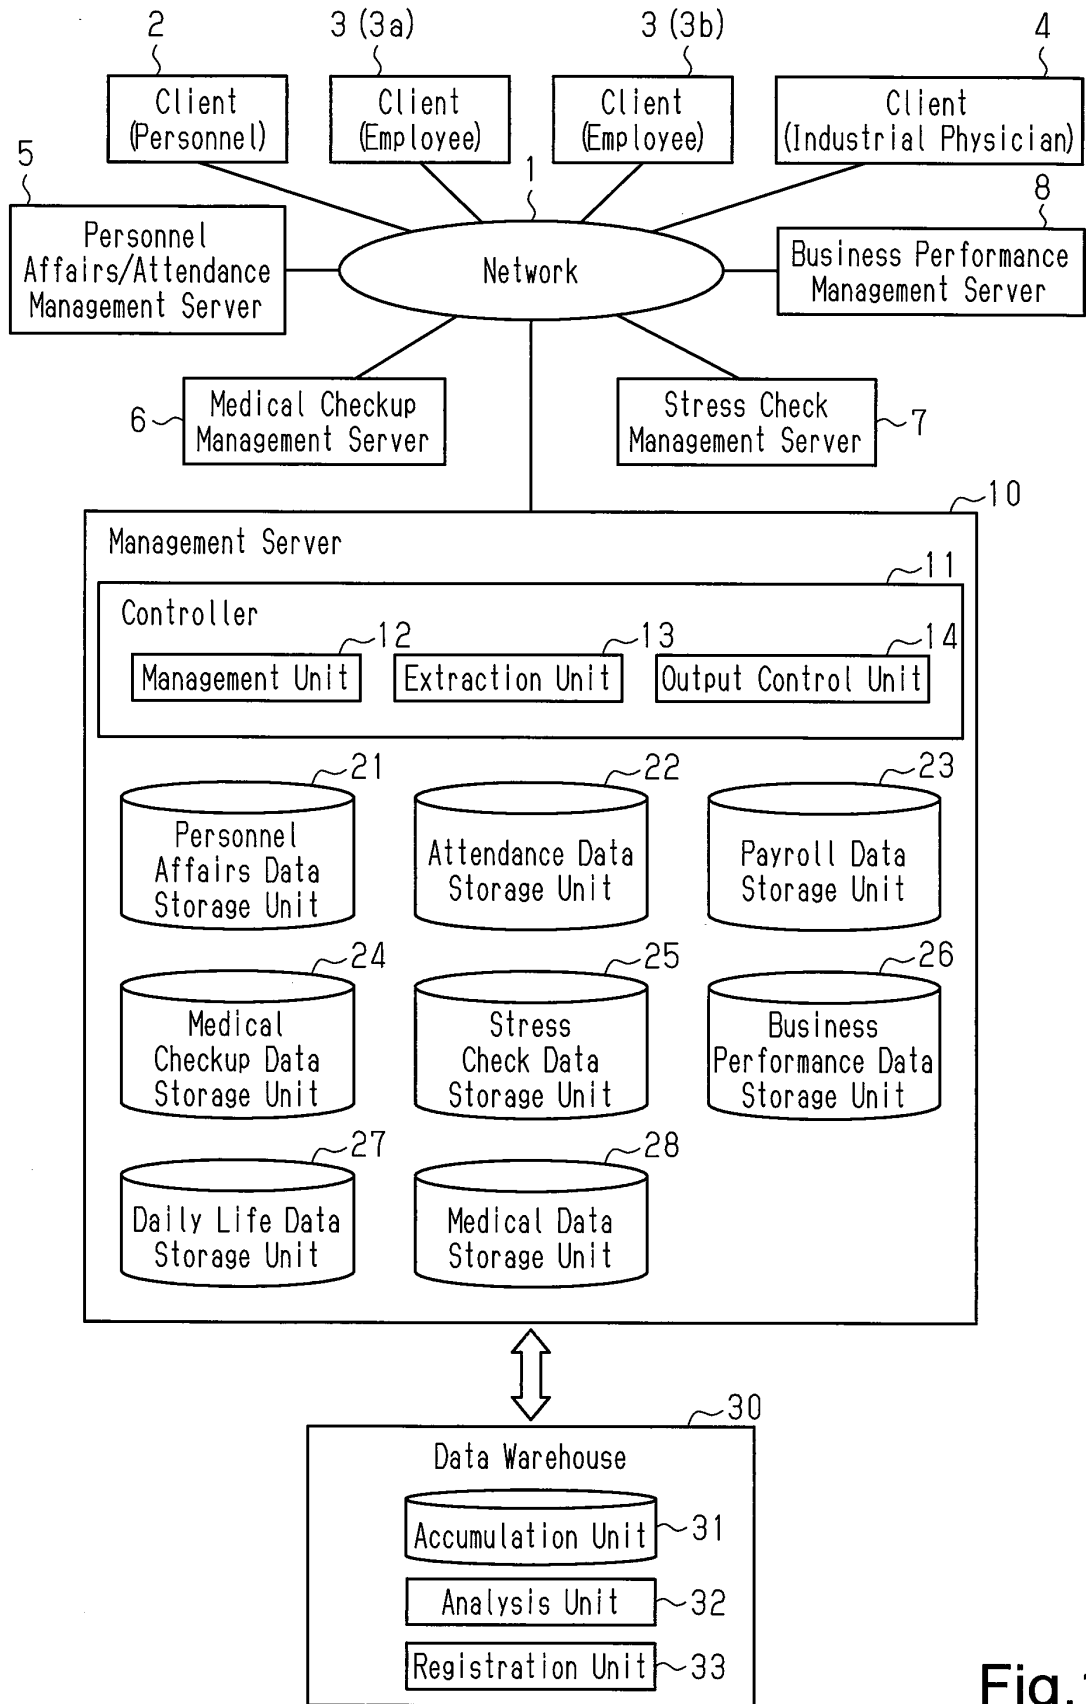 2
3 (3a)
3 (3b)
4
Client
(Personnel)
Client
(Employee)
Client
(Employee)
Client
(Industrial Physician)
5
1
8
Personnel
Affairs/Attendance
Management Server
Network
Business Performance
Management Server
6
Medical Checkup
Management Server
Stress Check
Management Server
7
10
Management Server
11
Controller
12
13
14
Management Unit
Extraction Unit
Output Control Unit
21
22
23
Personnel
Affairs Data
Storage Unit
Attendance Data
Storage Unit
Payroll Data
Storage Unit
24
25
26
Medical
Checkup Data
Storage Unit
Stress
Check Data
Storage Unit
Business
Performance Data
Storage Unit
27
28
Daily Life Data
Storage Unit
Medical Data
Storage Unit
30
Data Warehouse
Accumulation Unit
31
Analysis Unit
32
Registration Unit
33
Fig.